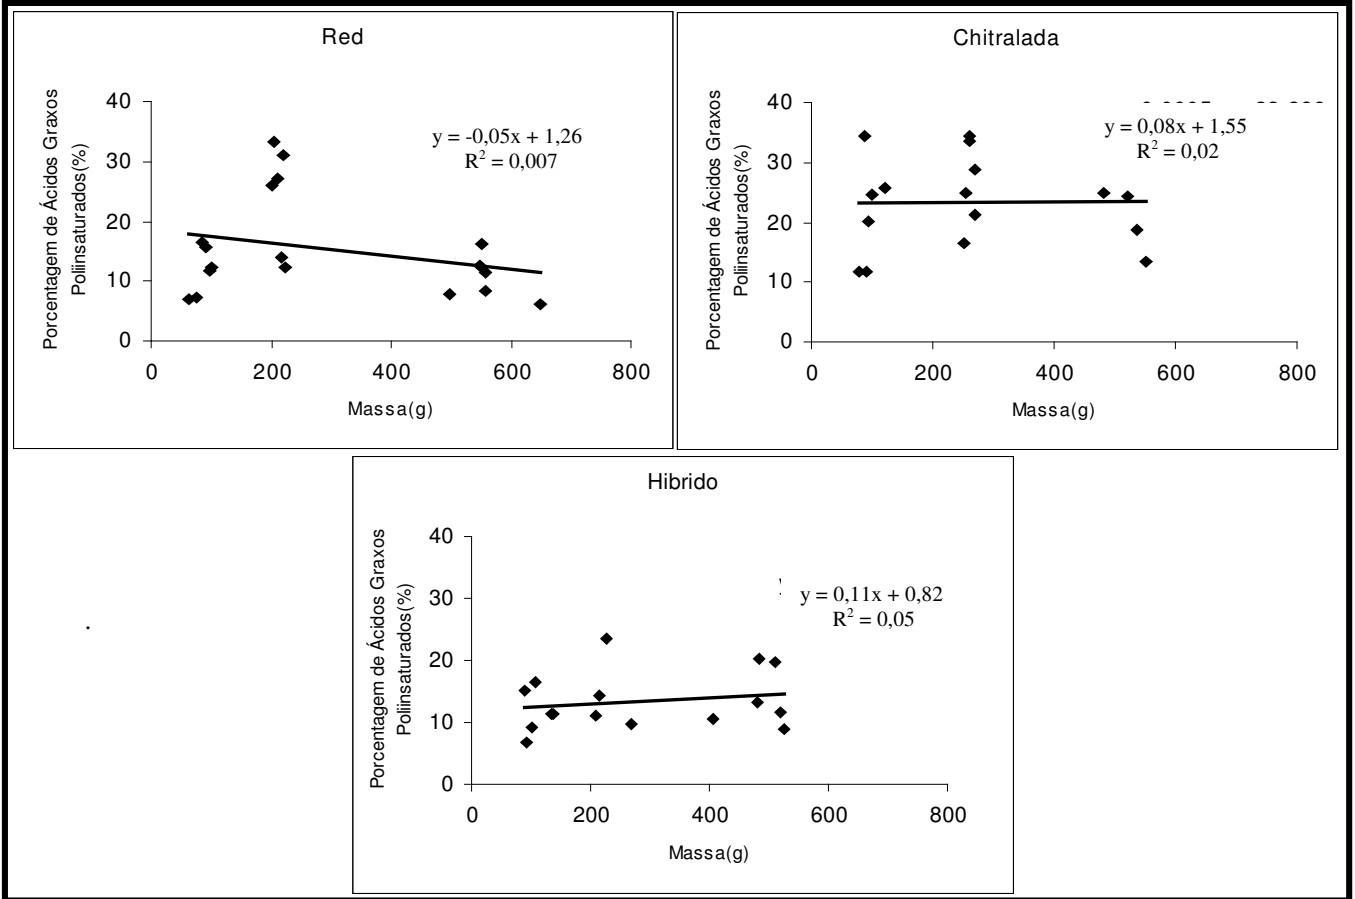 Red
Porcentagem de Ácidos Graxos
Poliinsaturados(%)
40
30
20
10
0
y = -0,05x + 1,26
R² = 0,007
0 200 400 600 800
Massa(g)
Chitralada
Porcentagem de Ácidos Graxos
Poliinsaturados(%)
40
30
20
10
0
y = 0,08x + 1,55
R² = 0,02
0 200 400 600 800
Massa(g)
Hibrido
Porcentagem de Ácidos Graxos
Poliinsaturados(%)
40
30
20
10
0
y = 0,11x + 0,82
R² = 0,05
0 200 400 600 800
Massa(g)